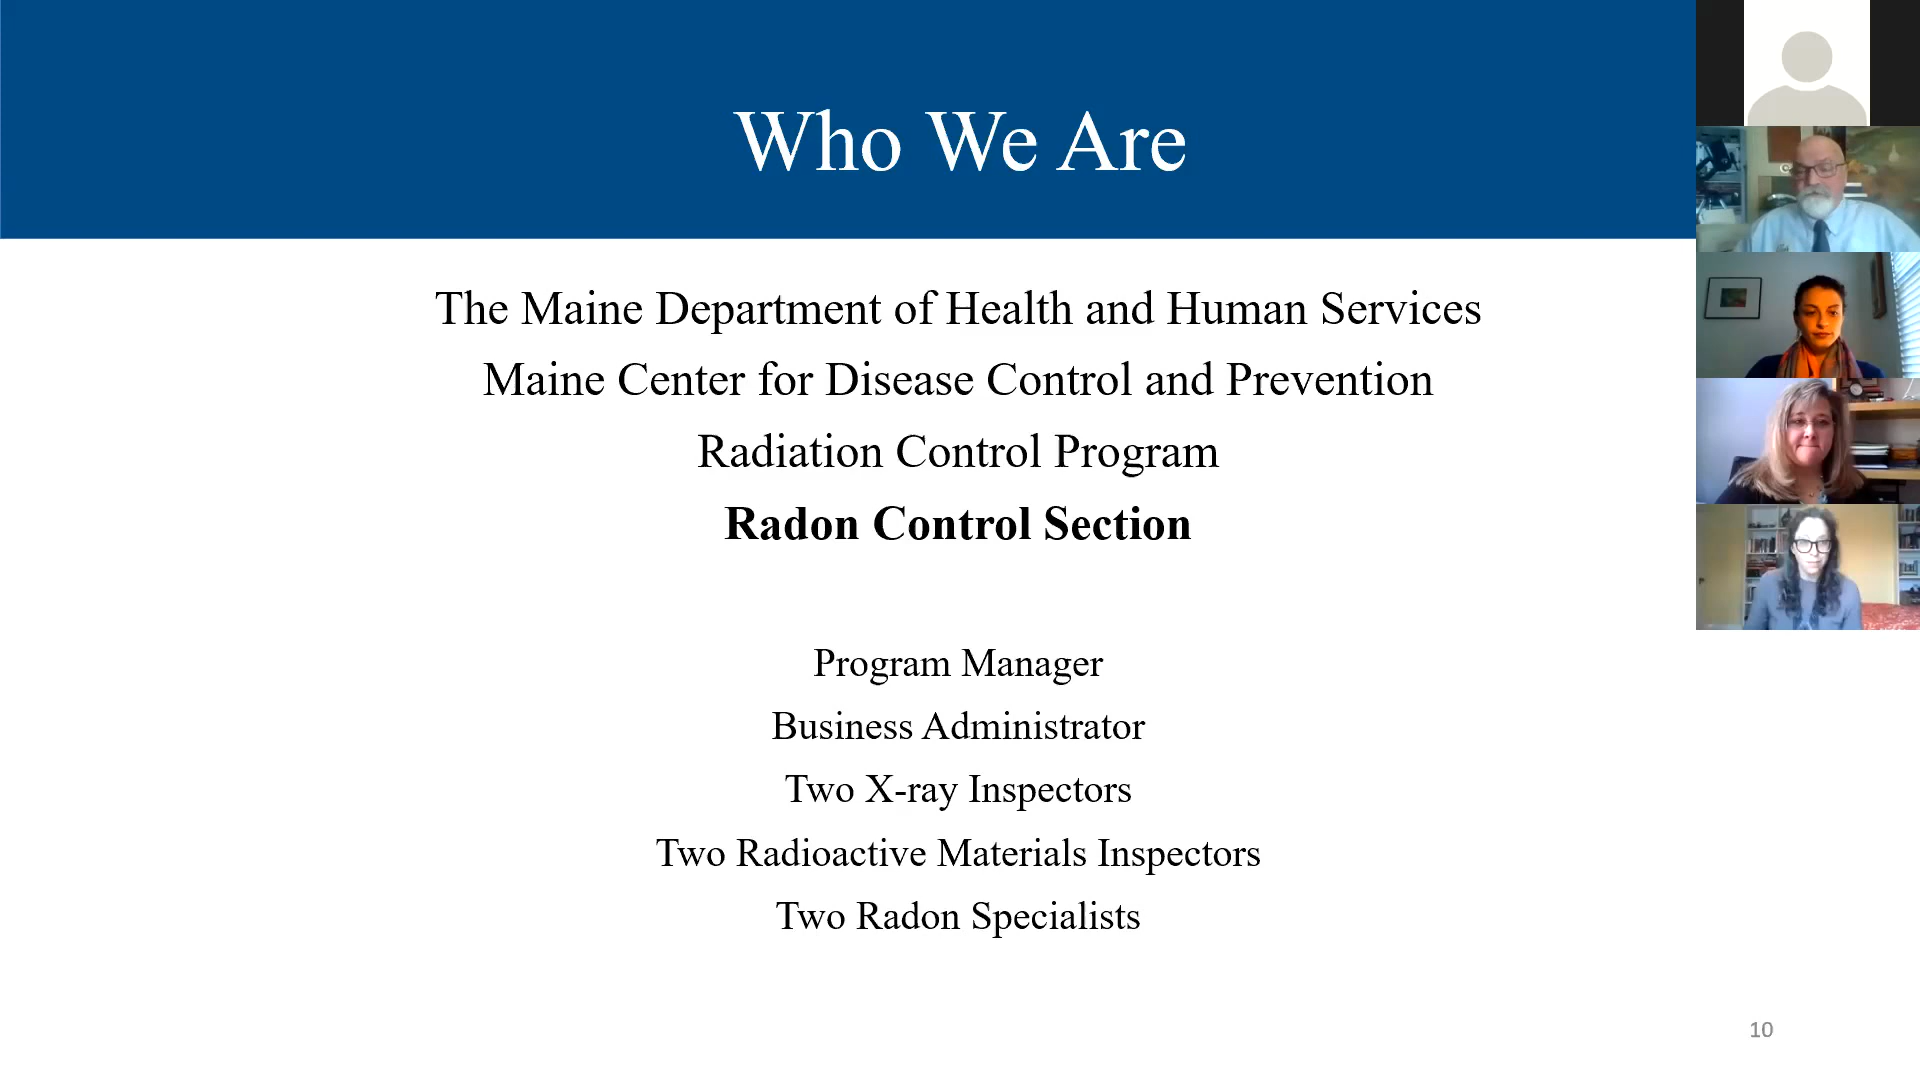 Who We Are
The Maine Department of Health and Human Services
Maine Center for Disease Control and Prevention
Radiation Control Program
Radon Control Section
Program Manager
Business Administrator
Two X-ray Inspectors
Two Radioactive Materials Inspectors
Two Radon Specialists
10